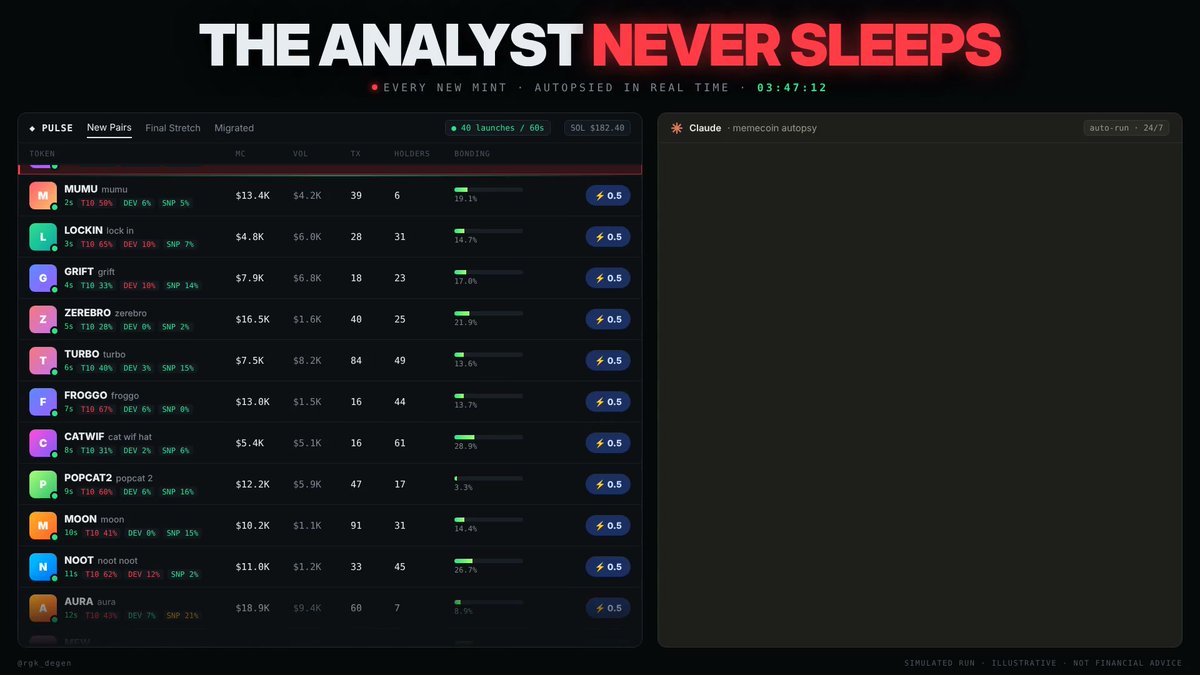 THE ANALYST NEVER SLEEPS
EVERY NEW MINT · AUTOPSIED IN REAL TIME · 03:47:12
◆ PULSE New Pairs Final Stretch Migrated ● 40 launches / 60s SOL $182.40
TOKEN MC VOL TX HOLDERS BONDING
M MUMU mumu $13.4K $4.2K 39 6 19.1% ⚡ 0.5
2s T10 50% DEV 6% SNP 5%
L LOCKIN lock in $4.8K $6.0K 28 31 14.7% ⚡ 0.5
3s T10 65% DEV 10% SNP 7%
G GRIFT grift $7.9K $6.8K 18 23 17.0% ⚡ 0.5
4s T10 33% DEV 10% SNP 14%
Z ZEREBRO zerebro $16.5K $1.6K 40 25 21.9% ⚡ 0.5
5s T10 28% DEV 0% SNP 2%
T TURBO turbo $7.5K $8.2K 84 49 13.6% ⚡ 0.5
6s T10 40% DEV 3% SNP 15%
F FROGGO froggo $13.0K $1.5K 16 44 13.7% ⚡ 0.5
7s T10 67% DEV 6% SNP 0%
C CATWIF cat wif hat $5.4K $5.1K 16 61 28.9% ⚡ 0.5
8s T10 31% DEV 2% SNP 6%
P POPCAT2 popcat 2 $12.2K $5.9K 47 17 3.3% ⚡ 0.5
9s T10 60% DEV 6% SNP 16%
M MOON moon $10.2K $1.1K 91 31 14.4% ⚡ 0.5
10s T10 41% DEV 0% SNP 15%
N NOOT noot noot $11.0K $1.2K 33 45 26.7% ⚡ 0.5
11s T10 62% DEV 12% SNP 2%
A AURA aura $18.9K $9.4K 60 7 8.9% ⚡ 0.5
12s T10 43% DEV 7% SNP 21%
Claude · memecoin autopsy auto-run · 24/7
@rgk_degen
SIMULATED RUN · ILLUSTRATIVE · NOT FINANCIAL ADVICE